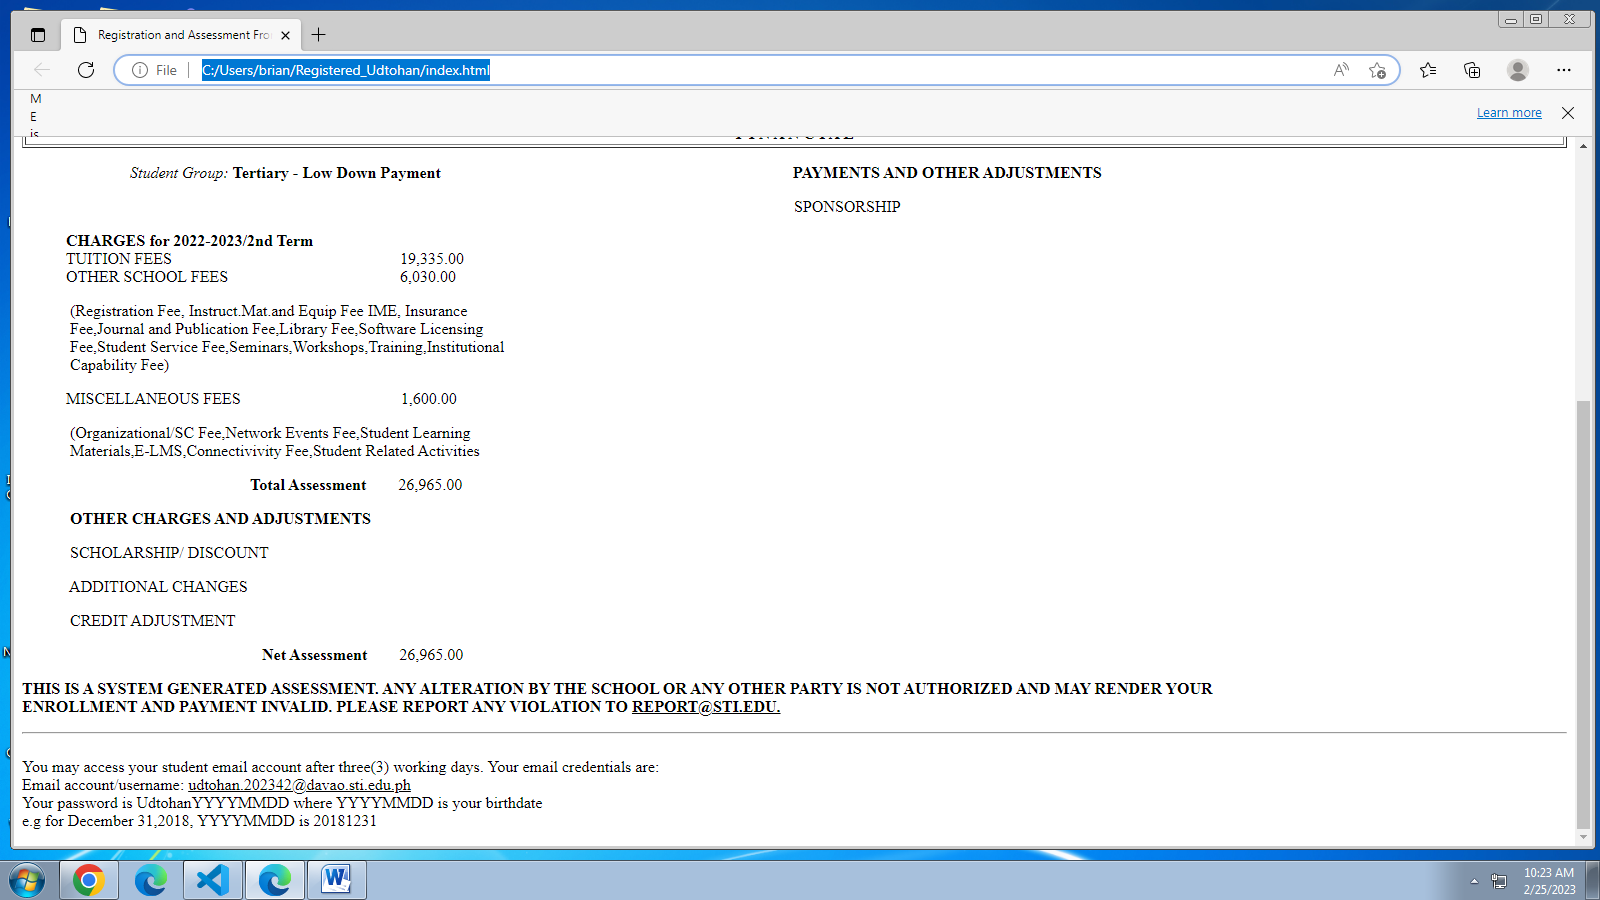 Registration and Assessment Fro
File
C:/Users/brian/Registered_Udtohan/index.html
M
E
is
Learn more
FINANCIAL
Student Group: Tertiary - Low Down Payment
PAYMENTS AND OTHER ADJUSTMENTS
SPONSORSHIP
CHARGES for 2022-2023/2nd Term
TUITION FEES 19,335.00
OTHER SCHOOL FEES 6,030.00
(Registration Fee, Instruct.Mat.and Equip Fee IME, Insurance
Fee,Journal and Publication Fee,Library Fee,Software Licensing
Fee,Student Service Fee,Seminars,Workshops,Training,Institutional
Capability Fee)
MISCELLANEOUS FEES 1,600.00
(Organizational/SC Fee,Network Events Fee,Student Learning
Materials,E-LMS,Connectivivity Fee,Student Related Activities
Total Assessment 26,965.00
OTHER CHARGES AND ADJUSTMENTS
SCHOLARSHIP/ DISCOUNT
ADDITIONAL CHANGES
CREDIT ADJUSTMENT
Net Assessment 26,965.00
THIS IS A SYSTEM GENERATED ASSESSMENT. ANY ALTERATION BY THE SCHOOL OR ANY OTHER PARTY IS NOT AUTHORIZED AND MAY RENDER YOUR
ENROLLMENT AND PAYMENT INVALID. PLEASE REPORT ANY VIOLATION TO REPORT@STI.EDU.
You may access your student email account after three(3) working days. Your email credentials are:
Email account/username: udtohan.202342@davao.sti.edu.ph
Your password is UdtohanYYYYMMDD where YYYYMMDD is your birthdate
e.g for December 31,2018, YYYYMMDD is 20181231
10:23 AM
2/25/2023